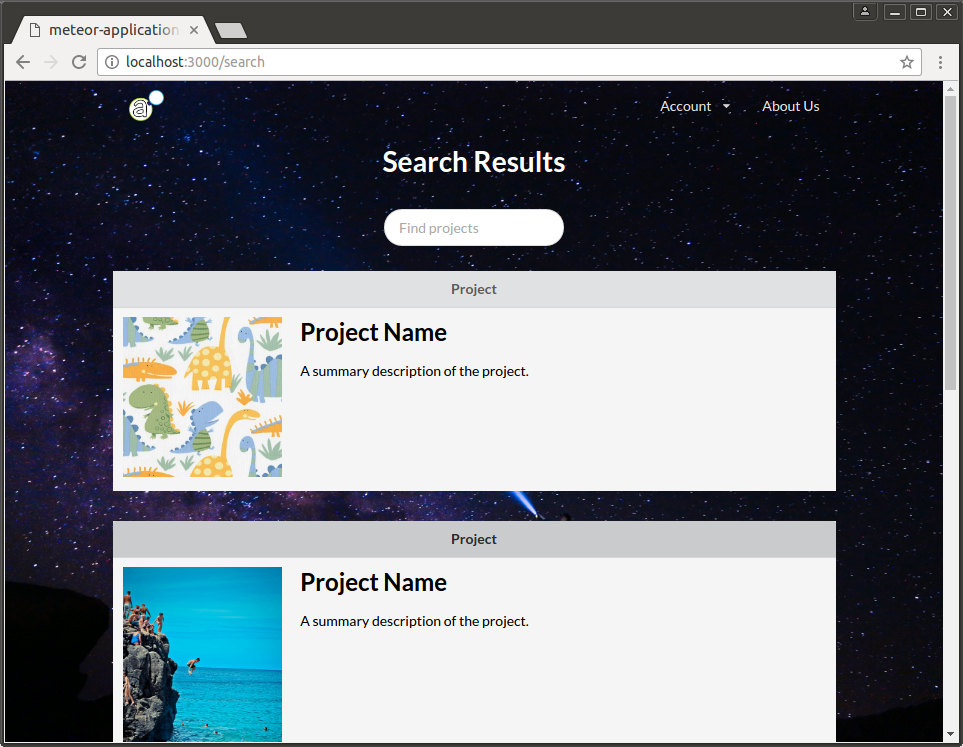 meteor-application
localhost:3000/search
a
Account
About Us
Search Results
Find projects
Project
Project Name
A summary description of the project.
Project
Project Name
A summary description of the project.